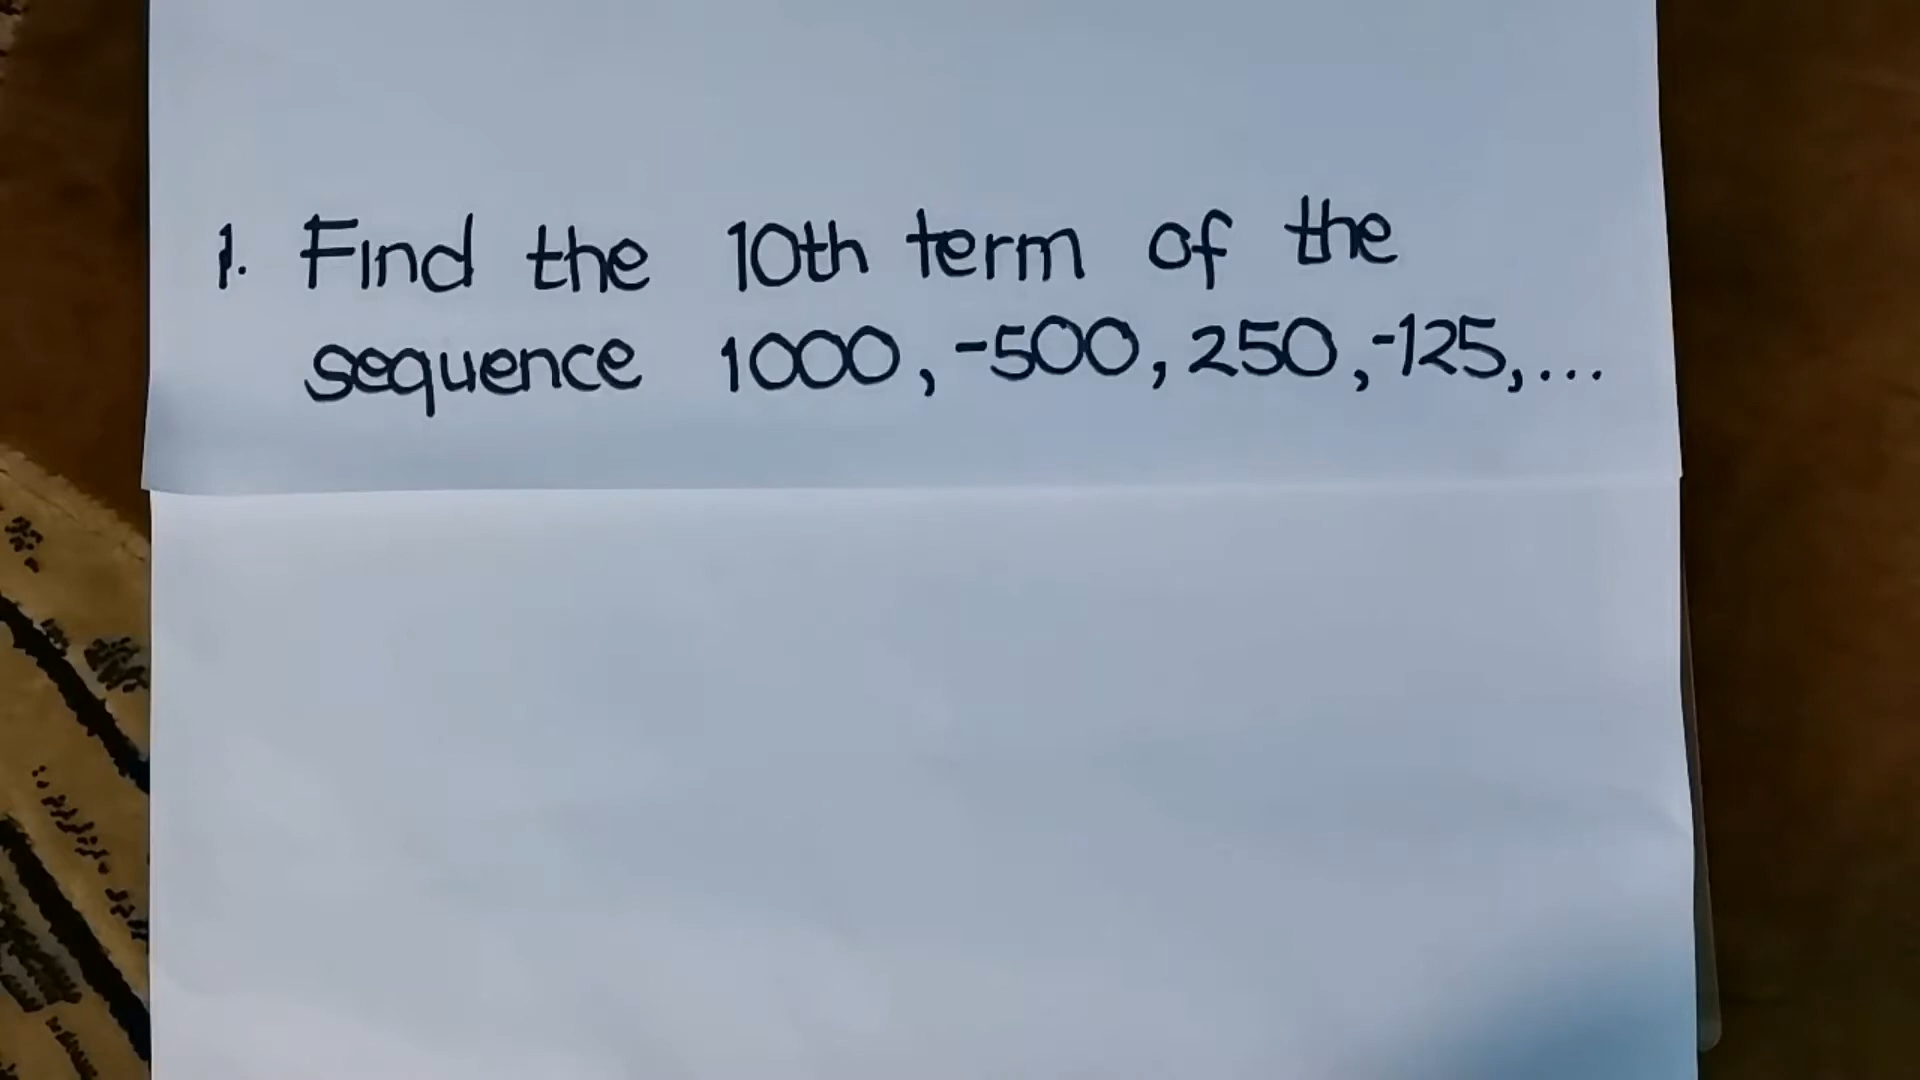 1. Find the 10th term of the
sequence 1000, -500, 250, -125, ...